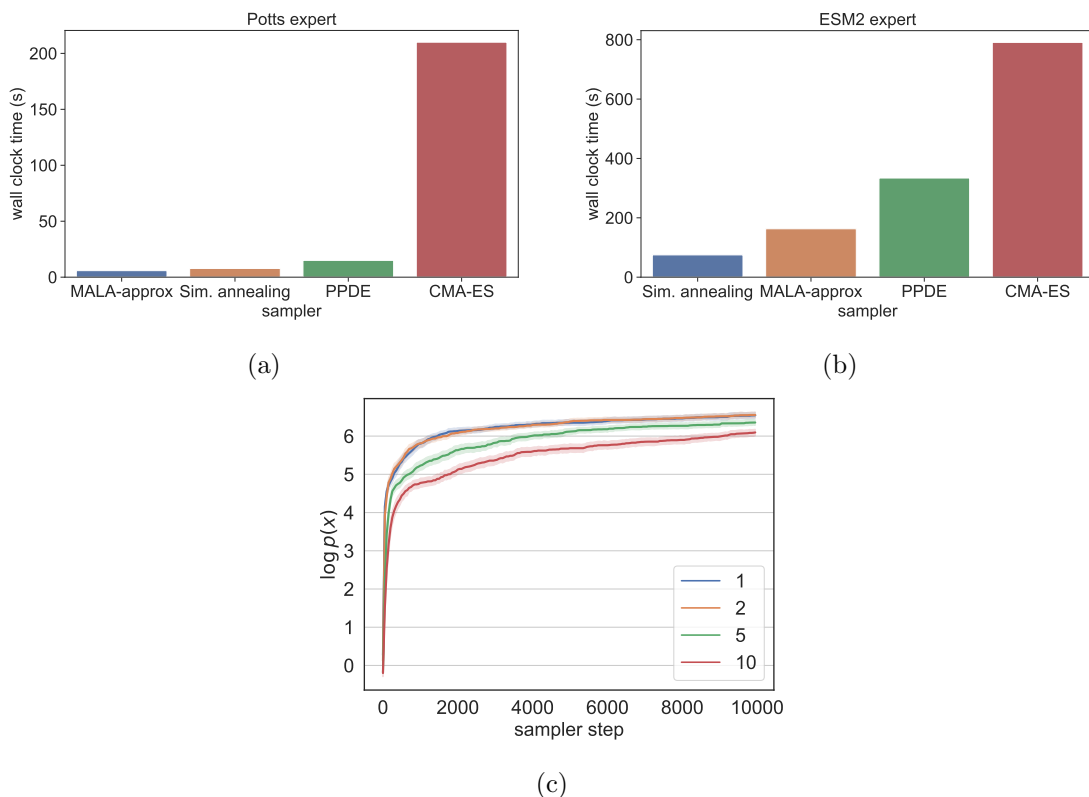 Potts expert
200
150
100
50
0
wall clock time (s)
MALA-approx Sim. annealing PPDE CMA-ES
sampler
(a)
ESM2 expert
800
600
400
200
0
wall clock time (s)
Sim. annealing MALA-approx PPDE CMA-ES
sampler
(b)
6
5
4
3
2
1
0
log p(x)
1
2
5
10
0 2000 4000 6000 8000 10000
sampler step
(c)